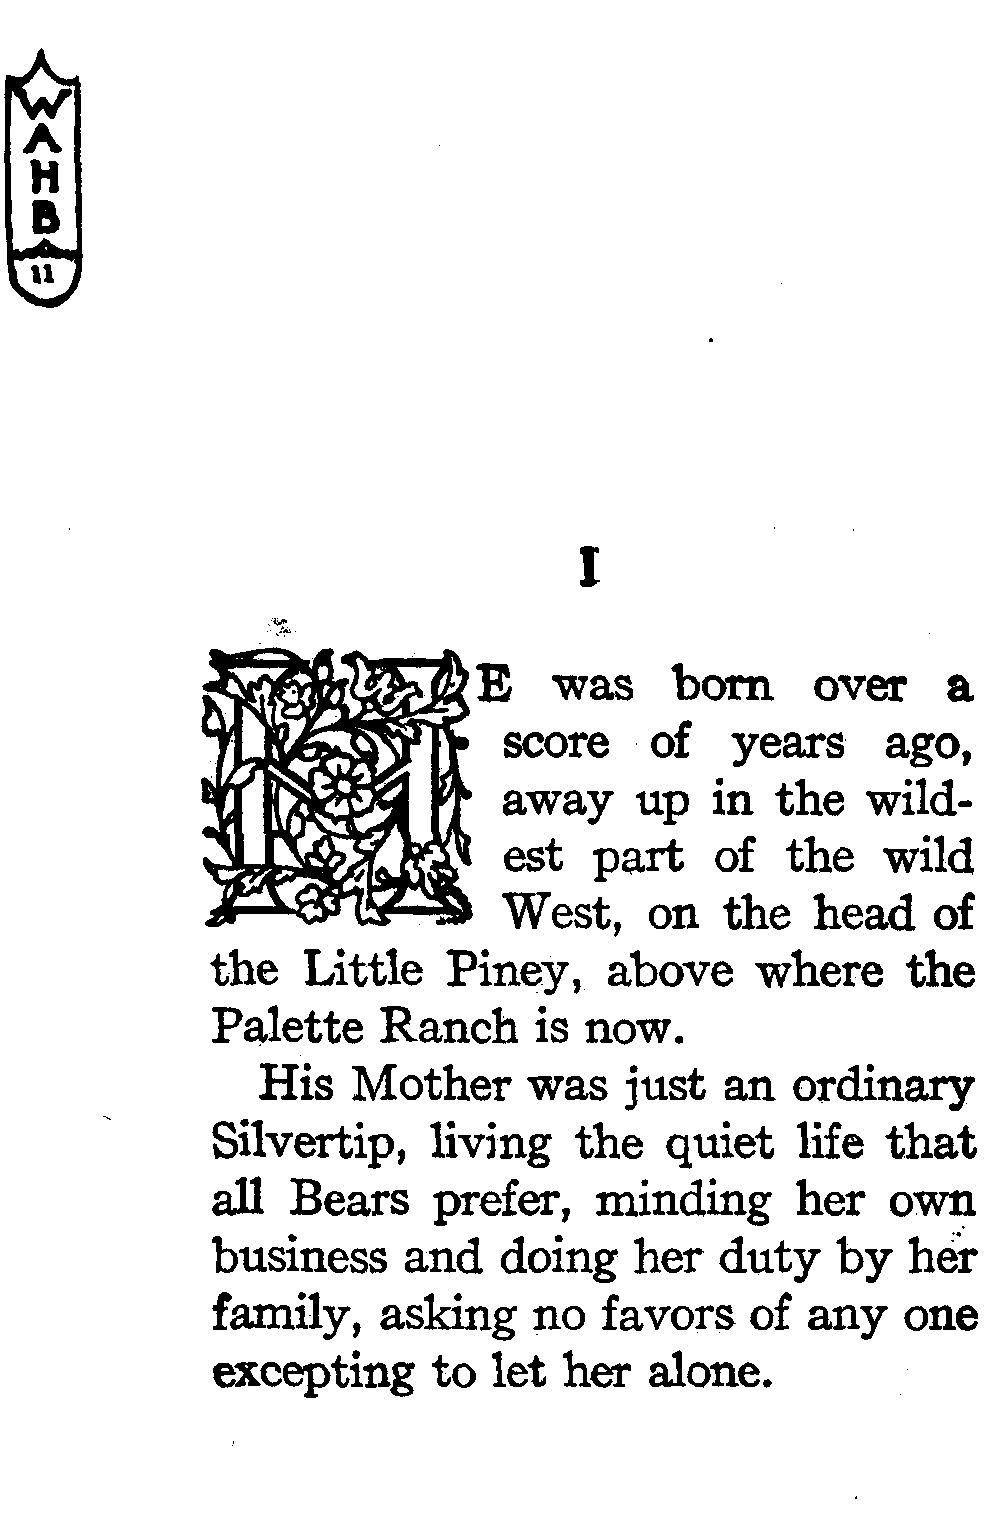 WAHB
11
I
HE was born over a
score of years ago,
away up in the wild-
est part of the wild
West, on the head of
the Little Piney, above where the
Palette Ranch is now.
His Mother was just an ordinary
Silvertip, living the quiet life that
all Bears prefer, minding her own
business and doing her duty by her
family, asking no favors of any one
excepting to let her alone.